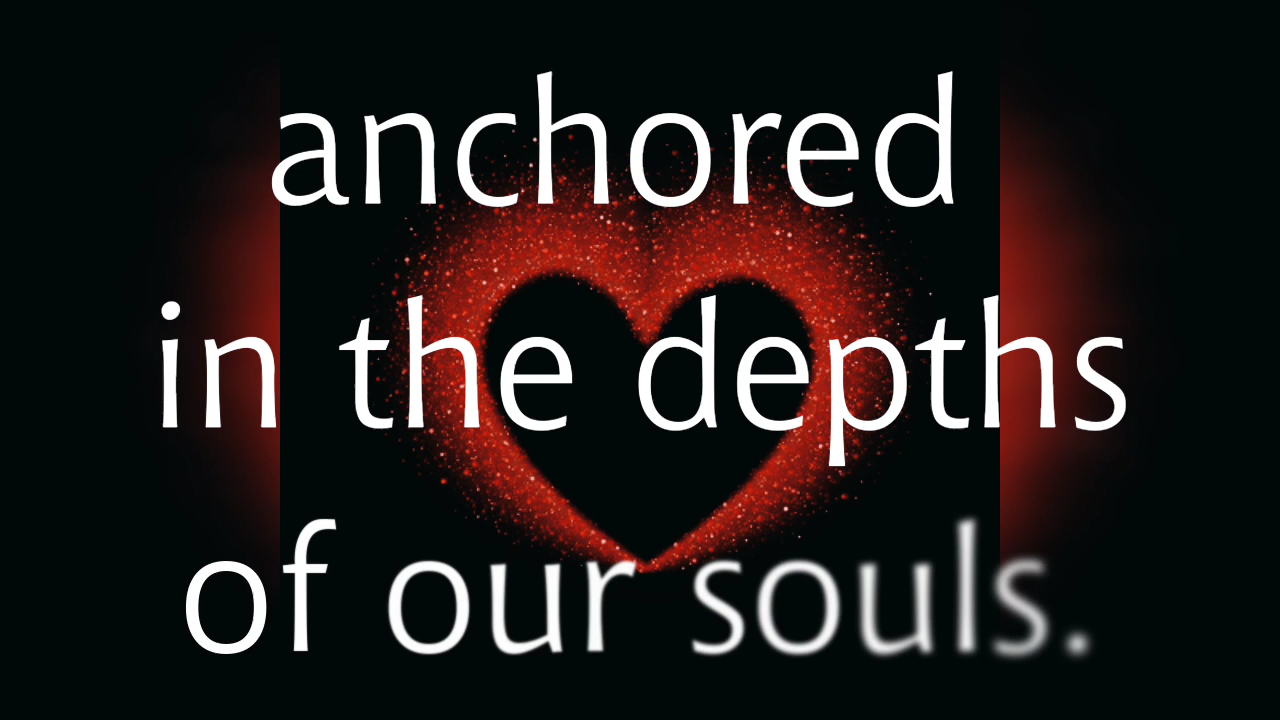 anchored
in the depths
of our souls.